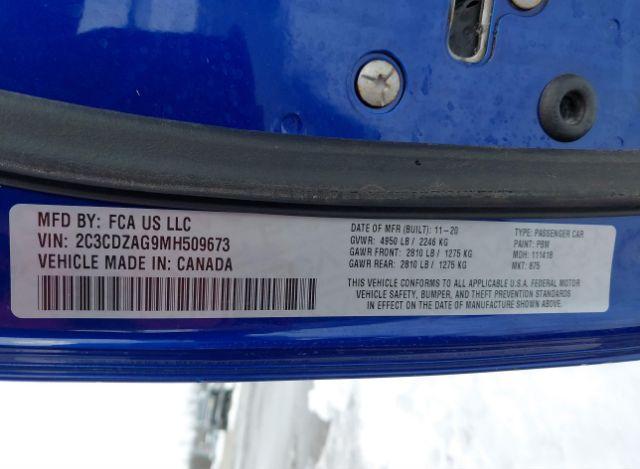 MFD BY: FCA US LLC
VIN: 2C3CDZAG9MH509673
VEHICLE MADE IN: CANADA
DATE OF MFR (BUILT): 11-20
GVWR: 4950 LB / 2246 KG
GAWR FRONT: 2810 LB / 1275 KG
GAWR REAR: 2810 LB / 1275 KG
TYPE: PASSENGER CAR
PAINT: PBM
MDH: 111418
MKT: 875
THIS VEHICLE CONFORMS TO ALL APPLICABLE U.S.A. FEDERAL MOTOR
VEHICLE SAFETY, BUMPER, AND THEFT PREVENTION STANDARDS
IN EFFECT ON THE DATE OF MANUFACTURE SHOWN ABOVE.